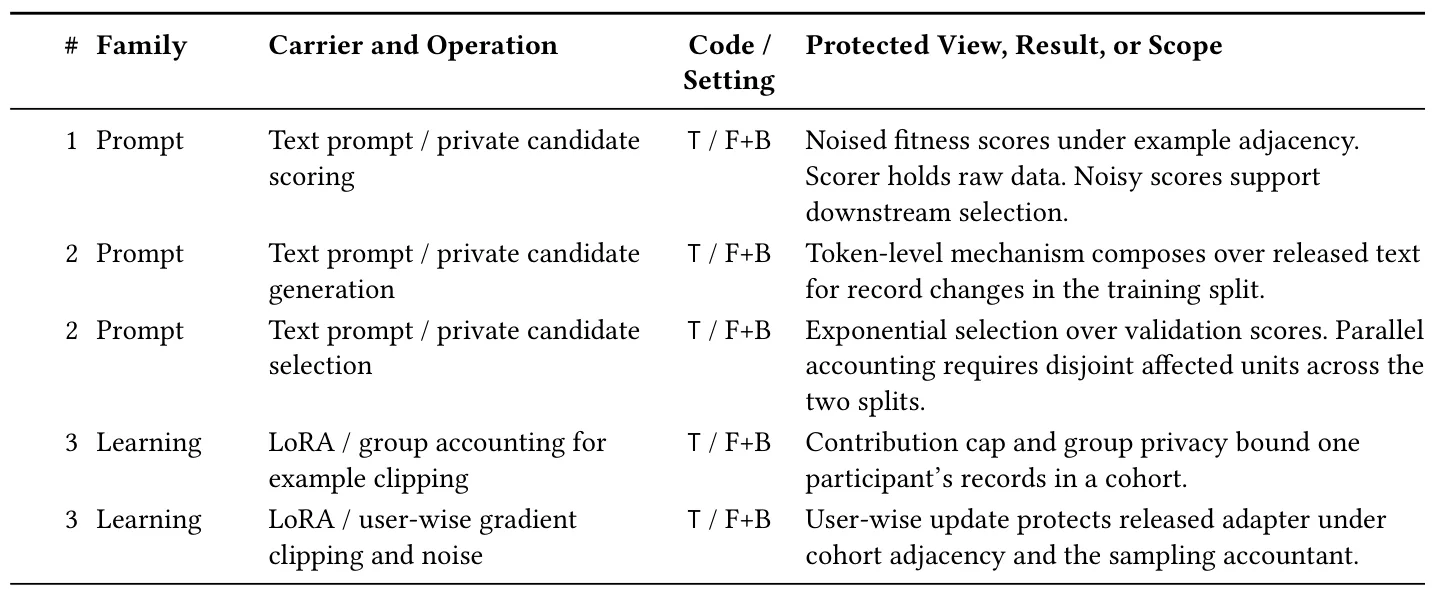 # Family Carrier and Operation Code / Protected View, Result, or Scope
Setting
1 Prompt Text prompt / private candidate T / F+B Noised fitness scores under example adjacency.
scoring Scorer holds raw data. Noisy scores support
downstream selection.
2 Prompt Text prompt / private candidate T / F+B Token-level mechanism composes over released text
generation for record changes in the training split.
2 Prompt Text prompt / private candidate T / F+B Exponential selection over validation scores. Parallel
selection accounting requires disjoint affected units across the
two splits.
3 Learning LoRA / group accounting for T / F+B Contribution cap and group privacy bound one
example clipping participant’s records in a cohort.
3 Learning LoRA / user-wise gradient T / F+B User-wise update protects released adapter under
clipping and noise cohort adjacency and the sampling accountant.